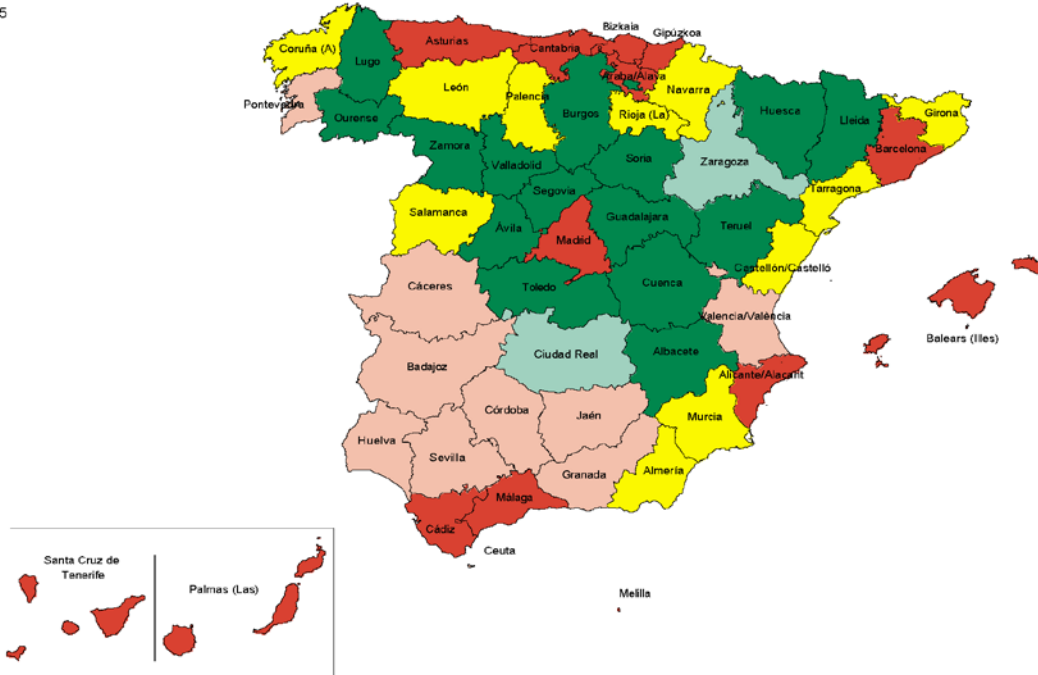 5
Bizkaia
Gipúzkoa
Asturias
Cantabria
Coruña (A)
Lugo
Araba/Álava
León
Navarra
Palencia
Pontevedra
Ourense
Burgos
Rioja (La)
Huesca
Lleida
Girona
Zamora
Barcelona
Valladolid
Soria
Zaragoza
Segovia
Tarragona
Salamanca
Guadalajara
Ávila
Teruel
Madrid
Castellón/Castelló
Cáceres
Toledo
Cuenca
Valencia/València
Balears (Illes)
Ciudad Real
Albacete
Badajoz
Alicante/Alacant
Córdoba
Jaén
Murcia
Huelva
Sevilla
Granada
Almería
Málaga
Cádiz
Ceuta
Santa Cruz de
Tenerife
Palmas (Las)
Melilla